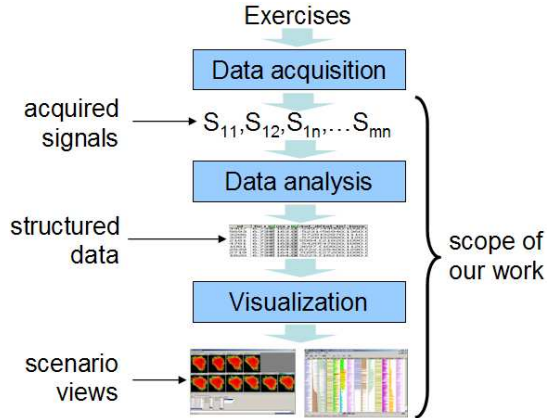 Exercises
Data acquisition
acquired
signals
S11,S12,S1n,...Smn
Data analysis
structured
data
scope of
our work
Visualization
scenario
views